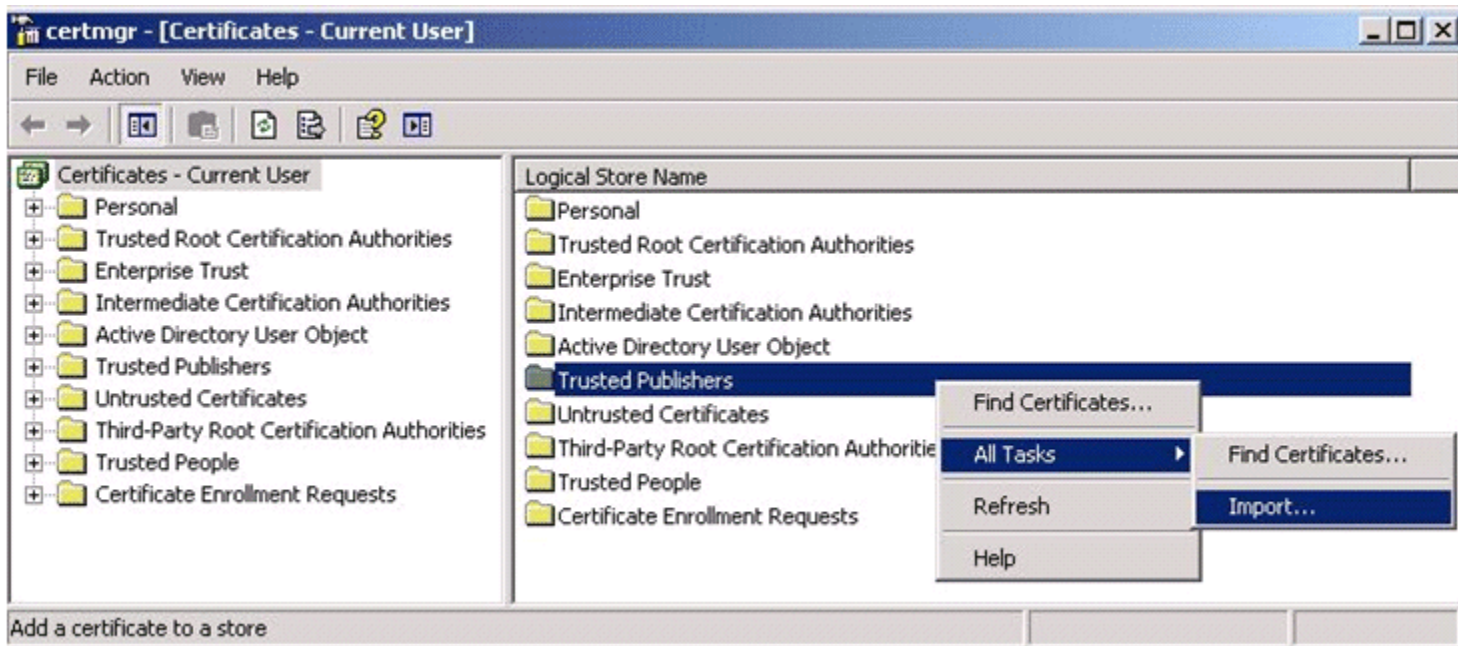 certmgr - [Certificates - Current User]
File Action View Help
Certificates - Current User
Personal
Trusted Root Certification Authorities
Enterprise Trust
Intermediate Certification Authorities
Active Directory User Object
Trusted Publishers
Untrusted Certificates
Third-Party Root Certification Authorities
Trusted People
Certificate Enrollment Requests
Logical Store Name
Personal
Trusted Root Certification Authorities
Enterprise Trust
Intermediate Certification Authorities
Active Directory User Object
Trusted Publishers
Untrusted Certificates
Third-Party Root Certification Authoritie
Trusted People
Certificate Enrollment Requests
Find Certificates...
All Tasks
Refresh
Help
Find Certificates...
Import...
Add a certificate to a store